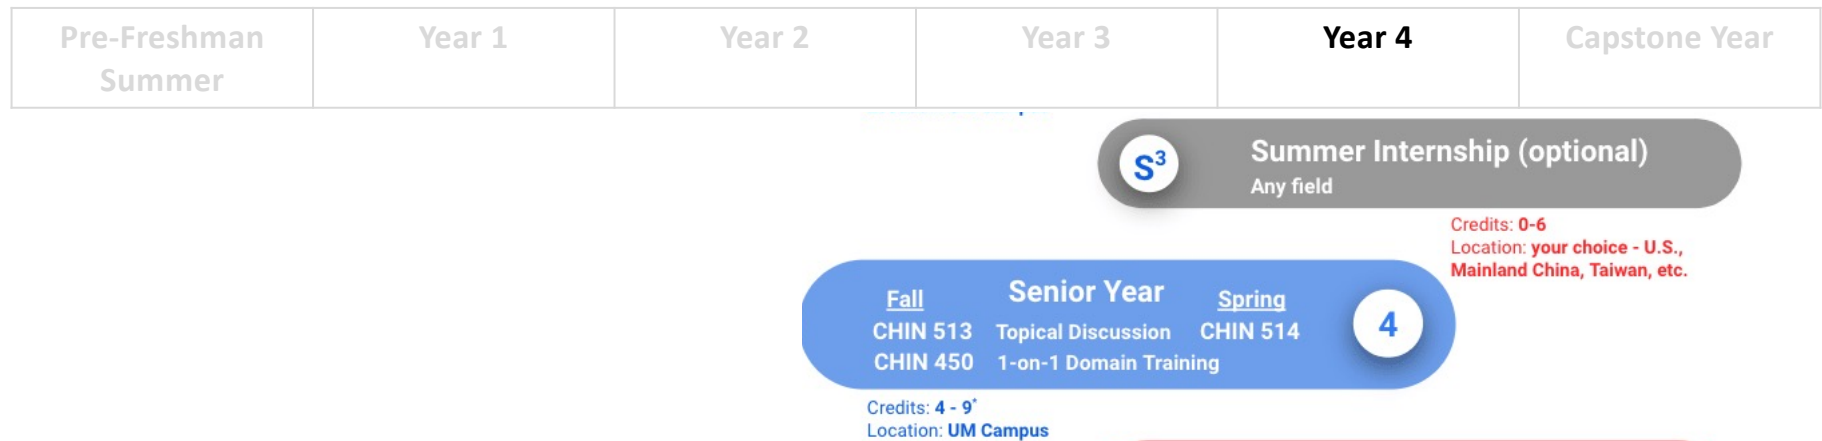 Pre-Freshman Summer
Year 1
Year 2
Year 3
Year 4
Capstone Year
S³
Summer Internship (optional)
Any field
Credits: 0-6
Location: your choice - U.S.,
Mainland China, Taiwan, etc.
Senior Year
Fall
Spring
CHIN 513 Topical Discussion CHIN 514
CHIN 450 1-on-1 Domain Training
4
Credits: 4 - 9*
Location: UM Campus